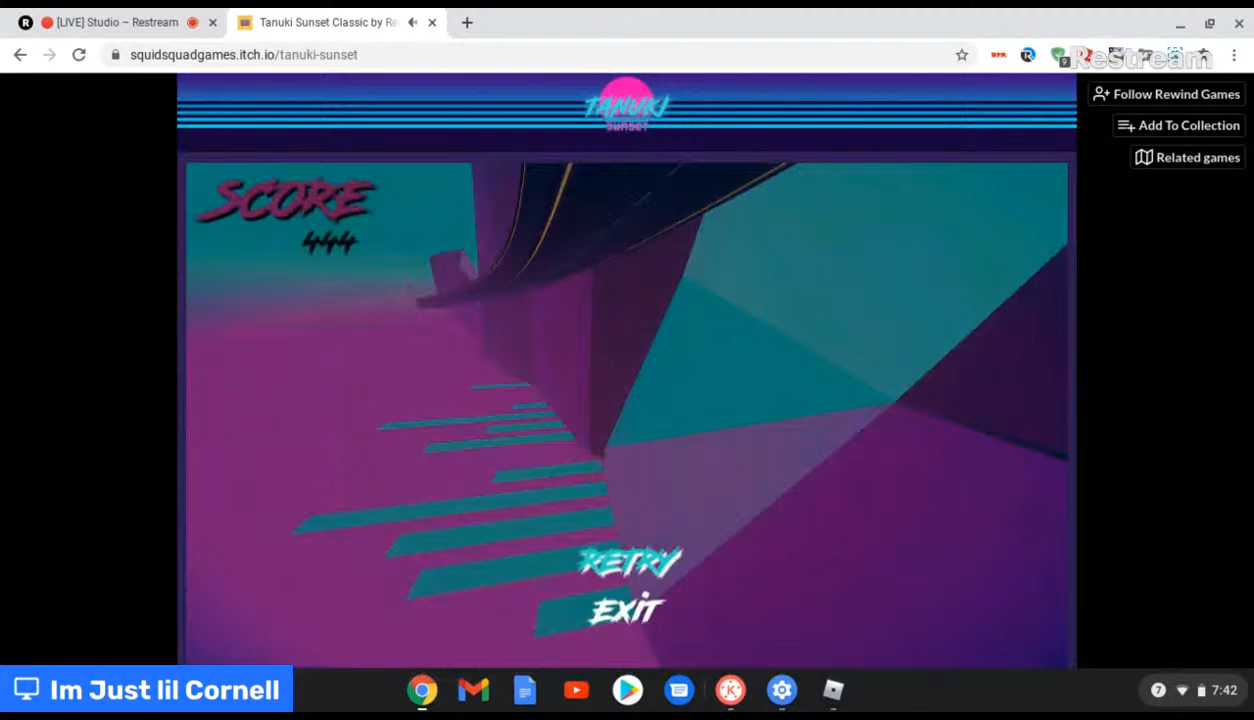 [LIVE] Studio – Restream
Tanuki Sunset Classic by Re
squidsquadgames.itch.io/tanuki-sunset
Restream
Follow Rewind Games
Add To Collection
Related games
TANUKI
SUNSET
SCORE
444
RETRY
EXIT
Im Just lil Cornell
7
7:42